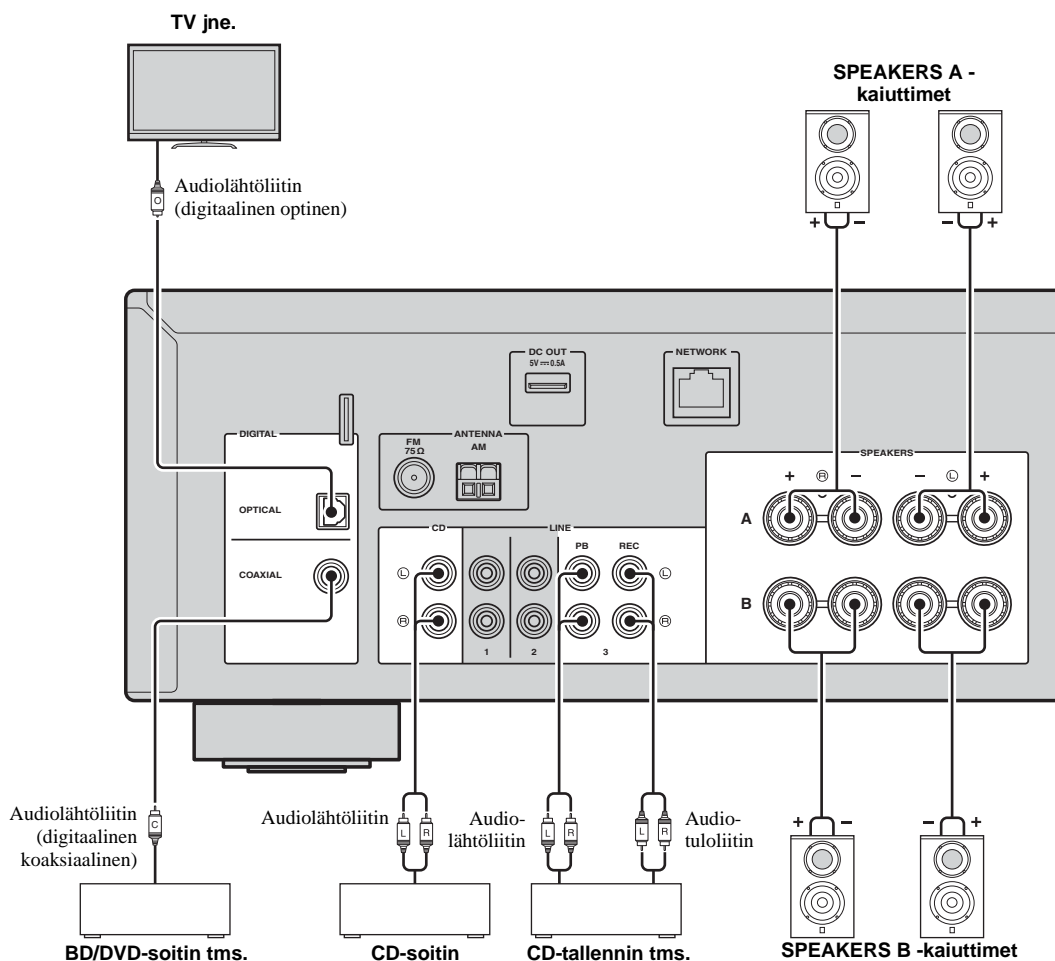 TV jne.
SPEAKERS A -
kaiuttimet
O
Audiolähtöliitin
(digitaalinen optinen)
+ − − +
DC OUT
5V ⎓ 0.5A
NETWORK
DIGITAL
FM
75Ω
ANTENNA
AM
SPEAKERS
+ Ⓡ − − Ⓛ +
OPTICAL
A
CD
LINE
PB
REC
COAXIAL
Ⓛ
Ⓛ
B
Ⓡ
Ⓡ
1
2
3
Audiolähtöliitin
(digitaalinen
koaksiaalinen)
C
Audiolähtöliitin
L R
Audio-
lähtöliitin
L R
L R
Audio-
tuloliitin
+ − − +
BD/DVD-soitin tms.
CD-soitin
CD-tallennin tms.
SPEAKERS B -kaiuttimet